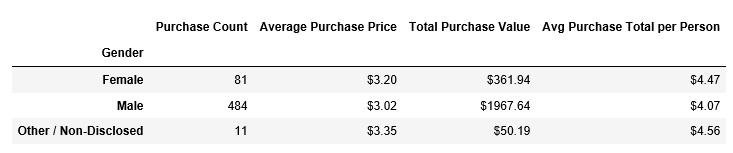 Purchase Count Average Purchase Price Total Purchase Value Avg Purchase Total per Person
Gender
Female 81 $3.20 $361.94 $4.47
Male 484 $3.02 $1967.64 $4.07
Other / Non-Disclosed 11 $3.35 $50.19 $4.56